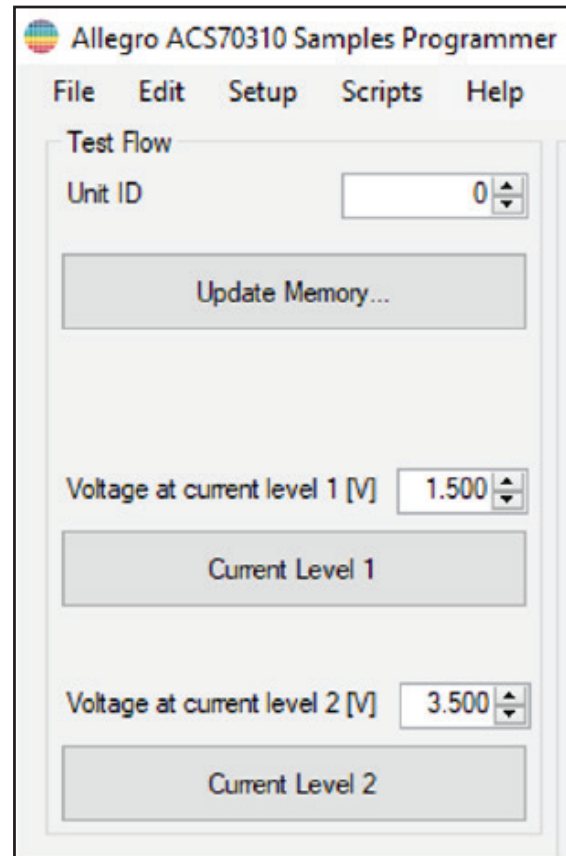 Allegro ACS70310 Samples Programmer
File Edit Setup Scripts Help
Test Flow
Unit ID 0
Update Memory...
Voltage at current level 1 [V] 1.500
Current Level 1
Voltage at current level 2 [V] 3.500
Current Level 2